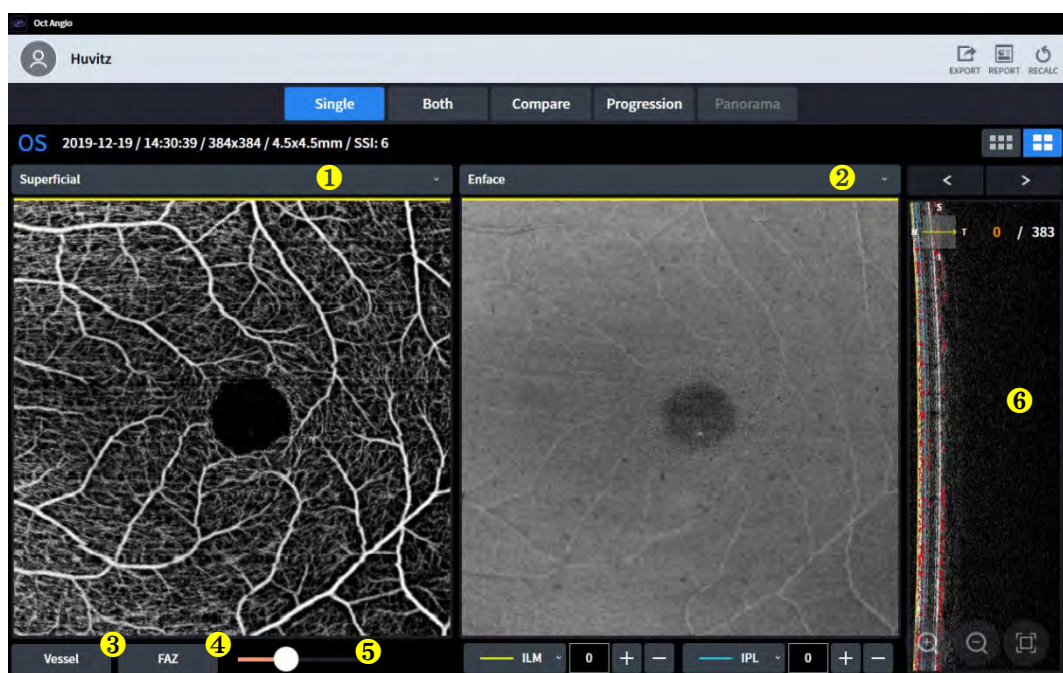 Oct Angio
Huvitz
EXPORT REPORT RECALC
Single Both Compare Progression Panorama
OS 2019-12-19 / 14:30:39 / 384x384 / 4.5x4.5mm / SSI: 6
Superficial 1 Enface 2 < >
S
N T 0 / 383
I
6
3 4 5
Vessel FAZ ILM 0 + − IPL 0 + −